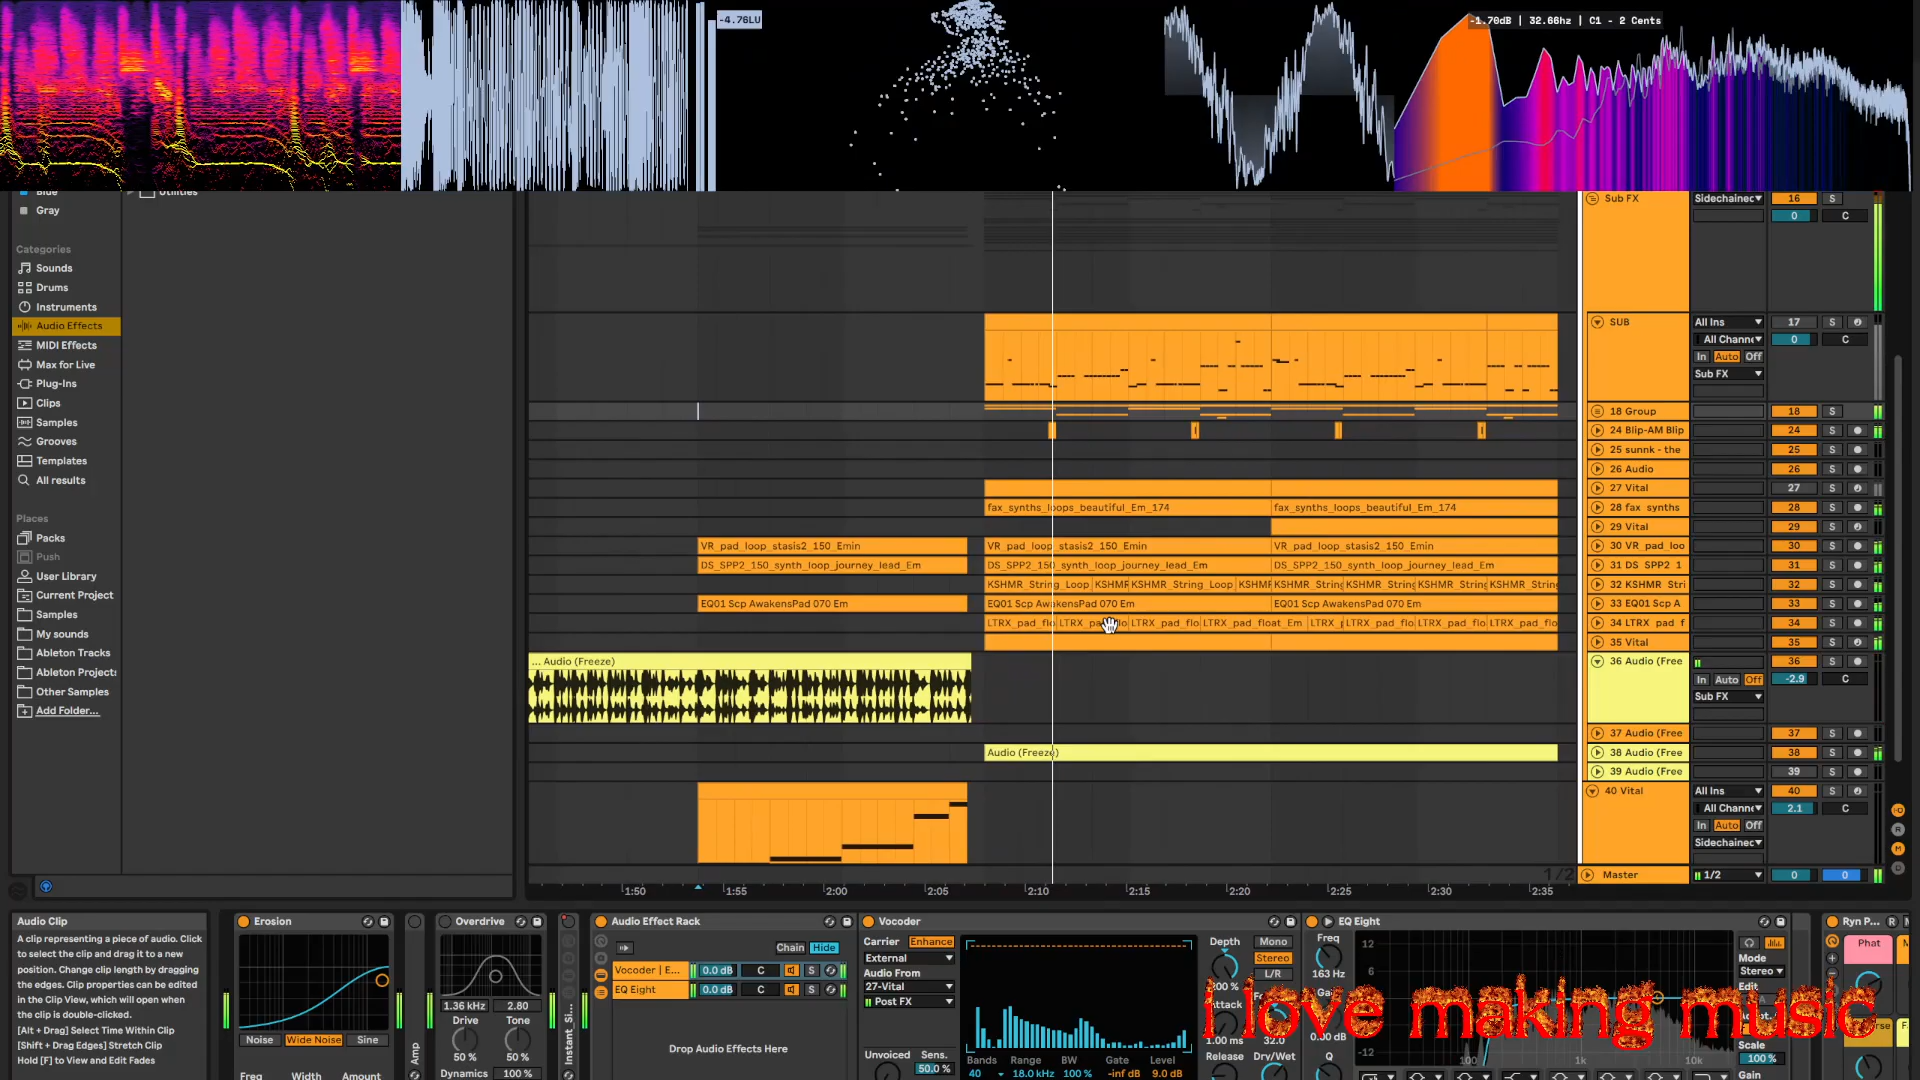 -4.76LU
-1.70dB | 32.66hz | C1 - 2 Cents
Blue
Utilities
Gray
Categories
Sounds
Drums
Instruments
Audio Effects
MIDI Effects
Max for Live
Plug-Ins
Clips
Samples
Grooves
Templates
All results
Places
Packs
Push
User Library
Current Project
Samples
My sounds
Ableton Tracks
Ableton Projects
Other Samples
Add Folder...
fax_synths_loops_beautiful_Em_174 fax_synths_loops_beautiful_Em_174
VR_pad_loop_stasis2_150_Emin VR_pad_loop_stasis2_150_Emin VR_pad_loop_stasis2_150_Emin
DS_SPP2_150_synth_loop_journey_lead_Em DS_SPP2_150_synth_loop_journey_lead_Em DS_SPP2_150_synth_loop_journey_lead_Em
KSHMR_String_Loop KSHMR KSHMR_String_Loop KSHMR KSHMR_String KSHMR_String KSHMR_String KSHMR_String
EQ01 Scp AwakensPad 070 Em EQ01 Scp AwakensPad 070 Em EQ01 Scp AwakensPad 070 Em
LTRX_pad_flo LTRX_pad_flo LTRX_pad_flo LTRX_pad_float_Em LTRX_p LTRX_pad_flo LTRX_pad_flo LTRX_pad_flo
... Audio (Freeze)
Audio (Freeze)
1:50 1:55 2:00 2:05 2:10 2:15 2:20 2:25 2:30 2:35
1/2
Sub FX Sidechained 16 S
0 C
SUB All Ins 17 S
All Channe 0 C
In Auto Off
Sub FX
18 Group 18 S
24 Blip-AM Blip 24 S
25 sunnk - the 25 S
26 Audio 26 S
27 Vital 27 S
28 fax_synths 28 S
29 Vital 29 S
30 VR_pad_loo 30 S
31 DS_SPP2_1 31 S
32 KSHMR_Stri 32 S
33 EQ01 Scp A 33 S
34 LTRX_pad_f 34 S
35 Vital 35 S
36 Audio (Free 36 S
In Auto Off -2.9 C
Sub FX
37 Audio (Free 37 S
38 Audio (Free 38 S
39 Audio (Free 39 S
40 Vital All Ins 40 S
All Channe 2.1 C
In Auto Off
Sidechained
Master 1/2 0 0
Audio Clip
A clip representing a piece of audio. Click
to select the clip and drag it to a new
position. Change clip length by dragging
the edges. Clip properties can be edited
in the Clip View, which will open when
the clip is double-clicked.
[Alt + Drag] Select Time Within Clip
[Shift + Drag Edges] Stretch Clip
Hold [F] to View and Edit Fades
Erosion
Noise Wide Noise Sine
Freq Width Amount
Amp
Overdrive
1.36 kHz 2.80
Drive Tone
50 % 50 %
Dynamics 100 %
Audio Effect Rack
Chain Hide
Vocoder | E... 0.0 dB C S
EQ Eight 0.0 dB C S
Drop Audio Effects Here
Vocoder
Carrier Enhance
External
Audio From
27-Vital
Post FX
Unvoiced Sens.
50.0 %
Bands Range BW Gate Level
40 18.0 kHz 100 % -inf dB 9.0 dB
Depth Mono
Stereo
L/R
200 %
Attack
1.00 ms 32.0
Release Dry/Wet
EQ Eight
Freq
163 Hz
0.00 dB
Q
12
6
-12
100 1k 10k
Mode
Stereo
Edit
Scale
100 %
Gain
Ryn P...
Phat
i love making music